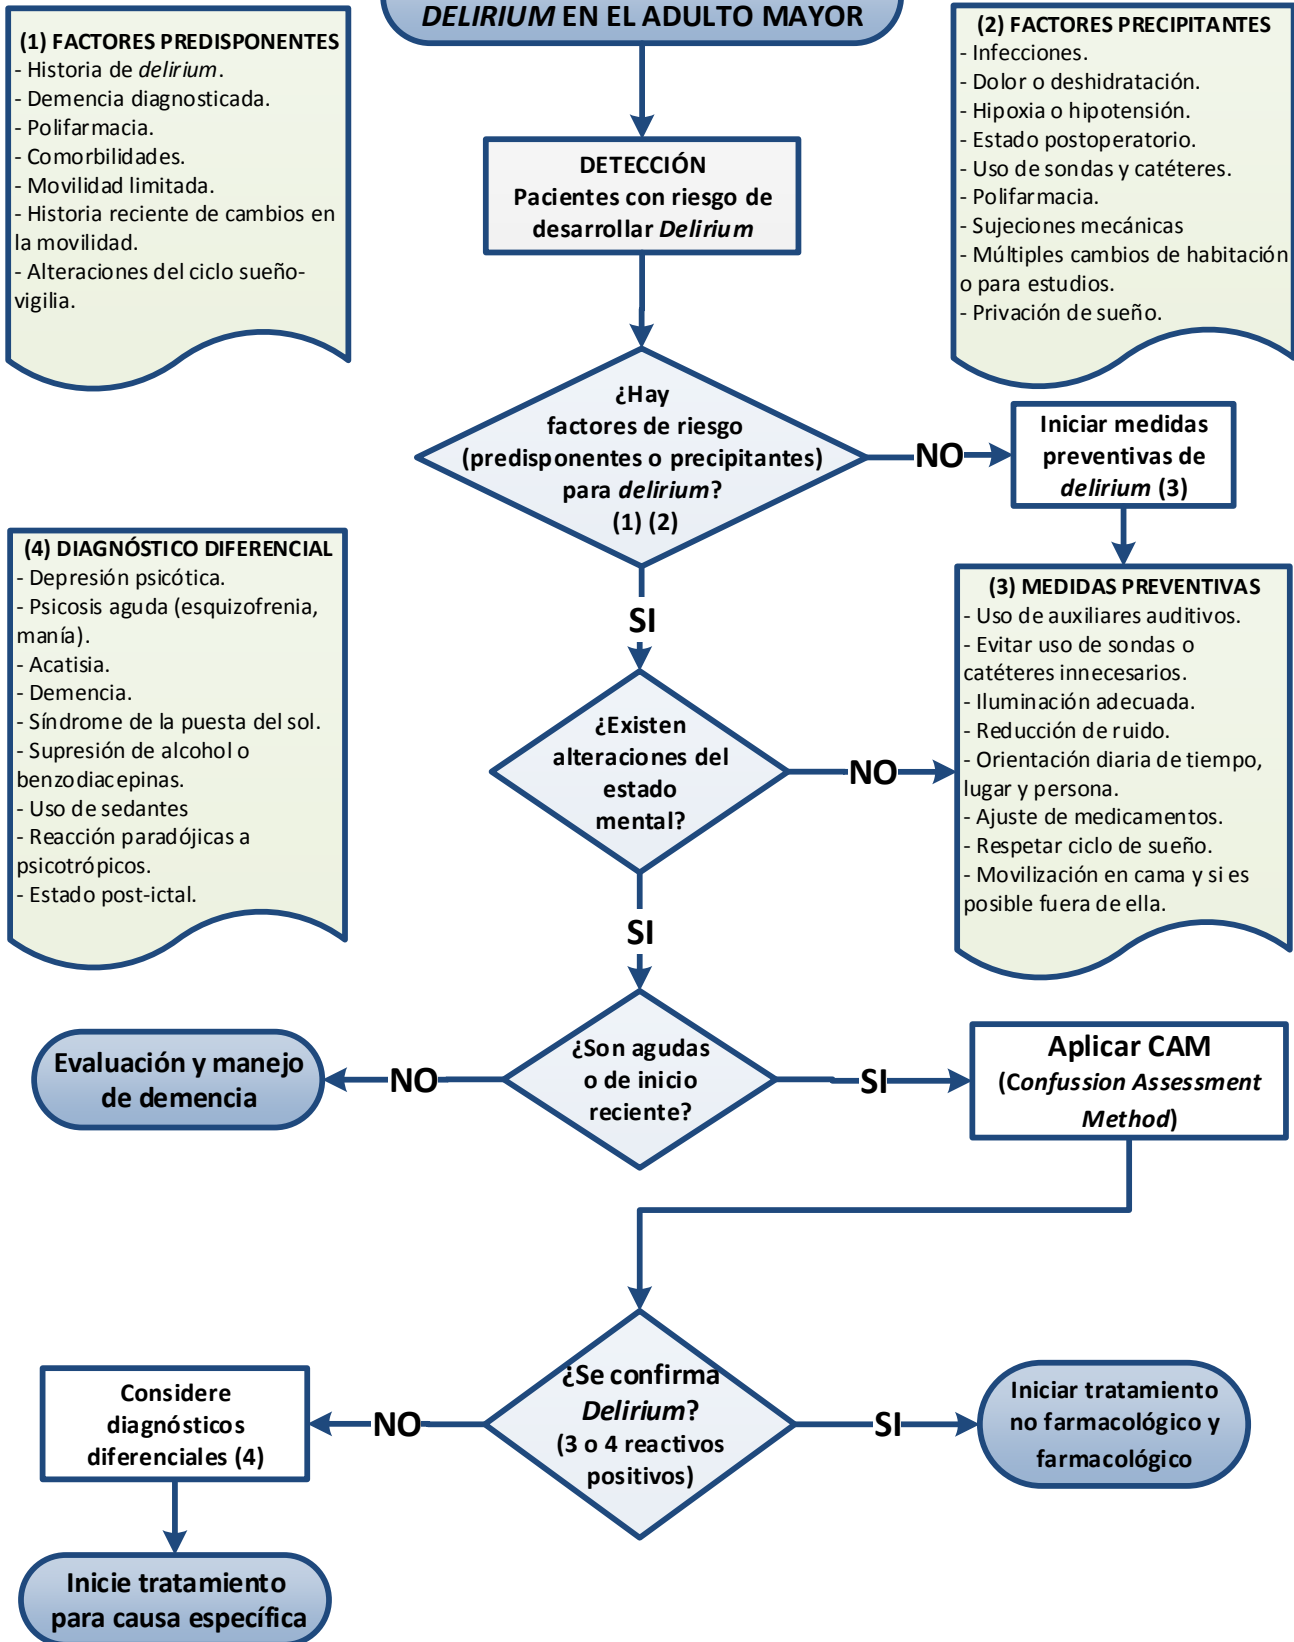 DELIRIUM EN EL ADULTO MAYOR
(1) FACTORES PREDISPONENTES
- Historia de delirium.
- Demencia diagnosticada.
- Polifarmacia.
- Comorbilidades.
- Movilidad limitada.
- Historia reciente de cambios en
la movilidad.
- Alteraciones del ciclo sueño-
vigilia.
(2) FACTORES PRECIPITANTES
- Infecciones.
- Dolor o deshidratación.
- Hipoxia o hipotensión.
- Estado postoperatorio.
- Uso de sondas y catéteres.
- Polifarmacia.
- Sujeciones mecánicas
- Múltiples cambios de habitación
o para estudios.
- Privación de sueño.
DETECCIÓN
Pacientes con riesgo de
desarrollar Delirium
¿Hay
factores de riesgo
(predisponentes o precipitantes)
para delirium?
(1) (2)
NO
Iniciar medidas
preventivas de
delirium (3)
SI
(4) DIAGNÓSTICO DIFERENCIAL
- Depresión psicótica.
- Psicosis aguda (esquizofrenia,
manía).
- Acatisia.
- Demencia.
- Síndrome de la puesta del sol.
- Supresión de alcohol o
benzodiacepinas.
- Uso de sedantes
- Reacción paradójicas a
psicotrópicos.
- Estado post-ictal.
¿Existen
alteraciones del
estado
mental?
NO
(3) MEDIDAS PREVENTIVAS
- Uso de auxiliares auditivos.
- Evitar uso de sondas o
catéteres innecesarios.
- Iluminación adecuada.
- Reducción de ruido.
- Orientación diaria de tiempo,
lugar y persona.
- Ajuste de medicamentos.
- Respetar ciclo de sueño.
- Movilización en cama y si es
posible fuera de ella.
SI
¿Son agudas
o de inicio
reciente?
NO
Evaluación y manejo
de demencia
SI
Aplicar CAM
(Confussion Assessment
Method)
¿Se confirma
Delirium?
(3 o 4 reactivos
positivos)
NO
Considere
diagnósticos
diferenciales (4)
SI
Iniciar tratamiento
no farmacológico y
farmacológico
Inicie tratamiento
para causa específica